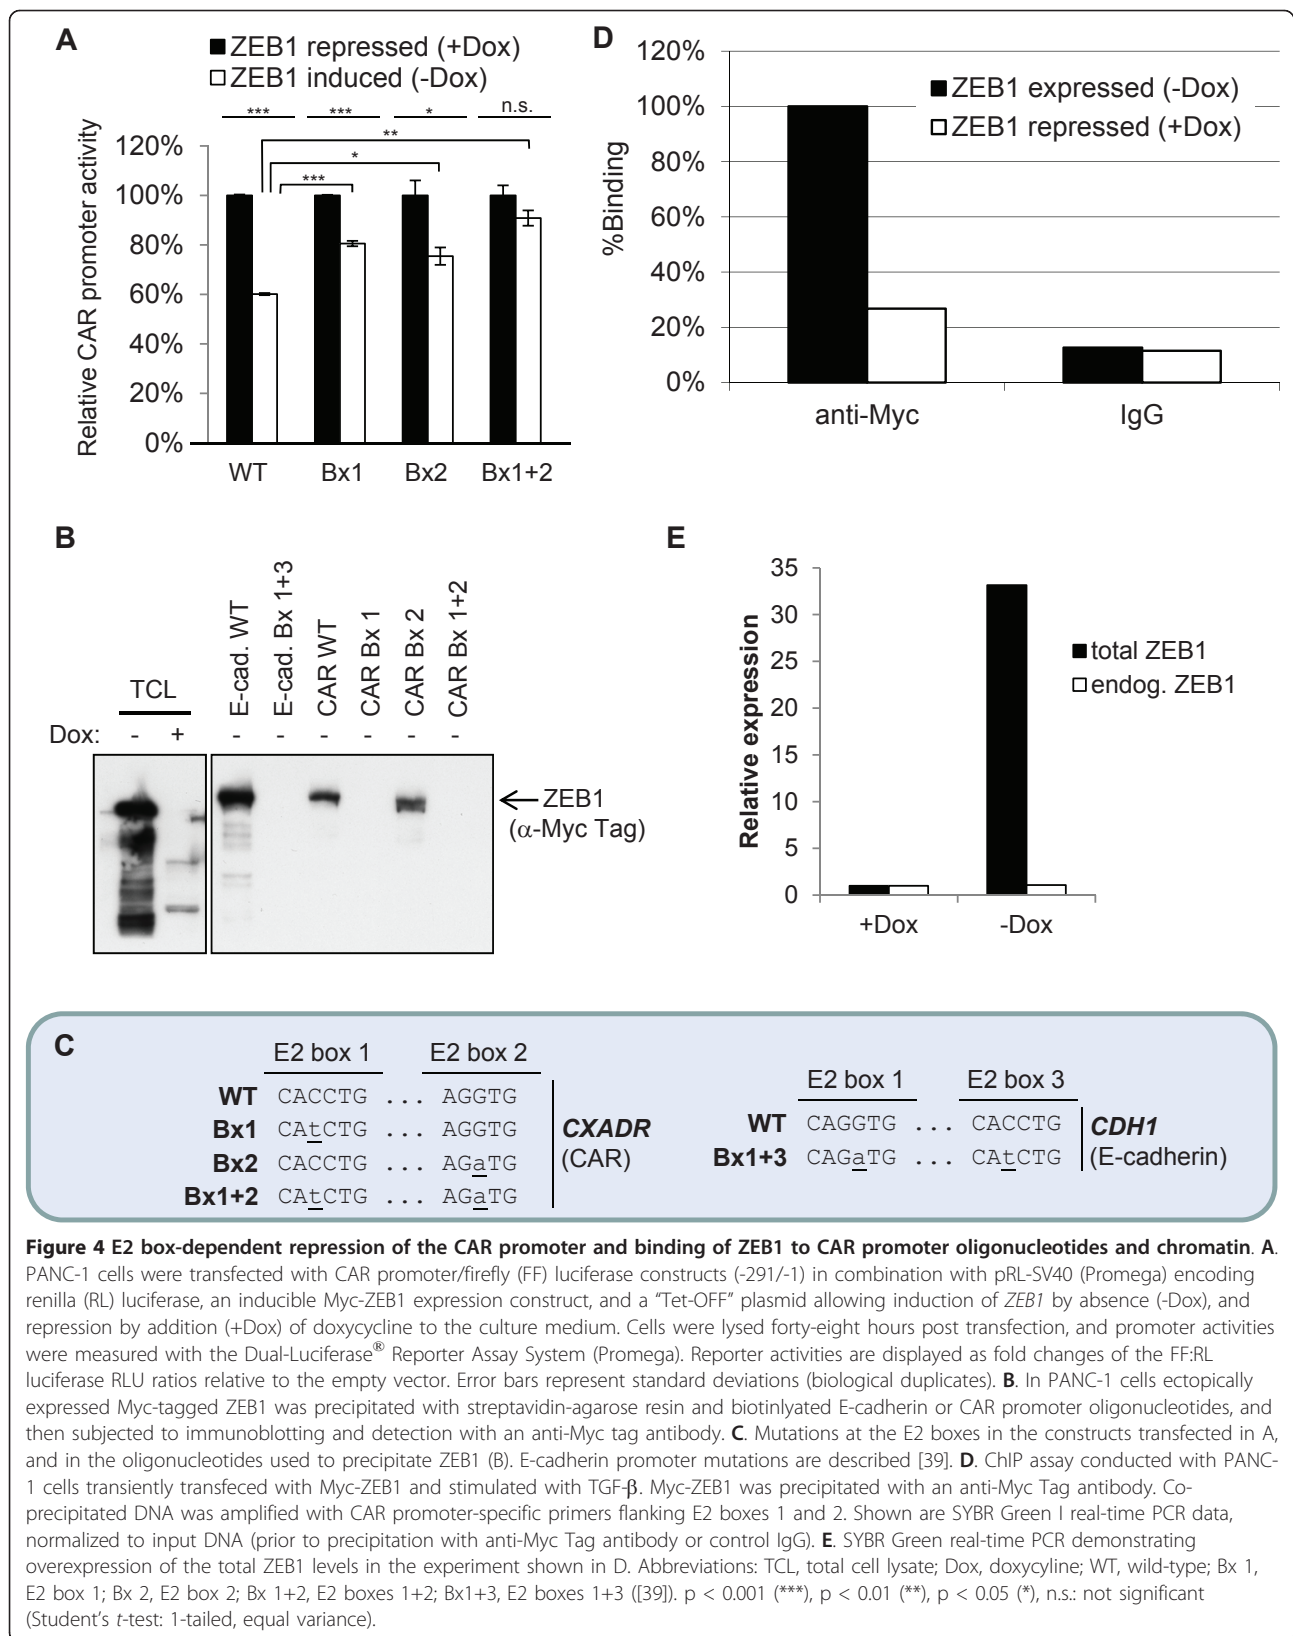 A
■ZEB1 repressed (+Dox)
□ZEB1 induced (-Dox)
*** *** * n.s.
**
*
***
Relative CAR promoter activity
120%
100%
80%
60%
40%
20%
0%
WT Bx1 Bx2 Bx1+2
D
%Binding
120%
100%
80%
60%
40%
20%
0%
■ZEB1 expressed (-Dox)
□ZEB1 repressed (+Dox)
anti-Myc IgG
B
TCL
E-cad. WT
E-cad. Bx 1+3
CAR WT
CAR Bx 1
CAR Bx 2
CAR Bx 1+2
Dox: - + - - - - - -
←ZEB1
(α-Myc Tag)
E
Relative expression
35
30
25
20
15
10
5
0
■total ZEB1
□endog. ZEB1
+Dox -Dox
C
E2 box 1 E2 box 2
WT CACCTG ... AGGTG
Bx1 CAtCTG ... AGGTG
Bx2 CACCTG ... AGaTG
Bx1+2 CAtCTG ... AGaTG
CXADR
(CAR)
E2 box 1 E2 box 3
WT CAGGTG ... CACCTG
Bx1+3 CAGaTG ... CAtCTG
CDH1
(E-cadherin)
Figure 4 E2 box-dependent repression of the CAR promoter and binding of ZEB1 to CAR promoter oligonucleotides and chromatin. A.
PANC-1 cells were transfected with CAR promoter/firefly (FF) luciferase constructs (-291/-1) in combination with pRL-SV40 (Promega) encoding
renilla (RL) luciferase, an inducible Myc-ZEB1 expression construct, and a "Tet-OFF" plasmid allowing induction of ZEB1 by absence (-Dox), and
repression by addition (+Dox) of doxycycline to the culture medium. Cells were lysed forty-eight hours post transfection, and promoter activities
were measured with the Dual-Luciferase® Reporter Assay System (Promega). Reporter activities are displayed as fold changes of the FF:RL
luciferase RLU ratios relative to the empty vector. Error bars represent standard deviations (biological duplicates). B. In PANC-1 cells ectopically
expressed Myc-tagged ZEB1 was precipitated with streptavidin-agarose resin and biotinlyated E-cadherin or CAR promoter oligonucleotides, and
then subjected to immunoblotting and detection with an anti-Myc tag antibody. C. Mutations at the E2 boxes in the constructs transfected in A,
and in the oligonucleotides used to precipitate ZEB1 (B). E-cadherin promoter mutations are described [39]. D. ChIP assay conducted with PANC-
1 cells transiently transfeced with Myc-ZEB1 and stimulated with TGF-β. Myc-ZEB1 was precipitated with an anti-Myc Tag antibody. Co-
precipitated DNA was amplified with CAR promoter-specific primers flanking E2 boxes 1 and 2. Shown are SYBR Green I real-time PCR data,
normalized to input DNA (prior to precipitation with anti-Myc Tag antibody or control IgG). E. SYBR Green real-time PCR demonstrating
overexpression of the total ZEB1 levels in the experiment shown in D. Abbreviations: TCL, total cell lysate; Dox, doxycyline; WT, wild-type; Bx 1,
E2 box 1; Bx 2, E2 box 2; Bx 1+2, E2 boxes 1+2; Bx1+3, E2 boxes 1+3 ([39]). p < 0.001 (***), p < 0.01 (**), p < 0.05 (*), n.s.: not significant
(Student's t-test: 1-tailed, equal variance).